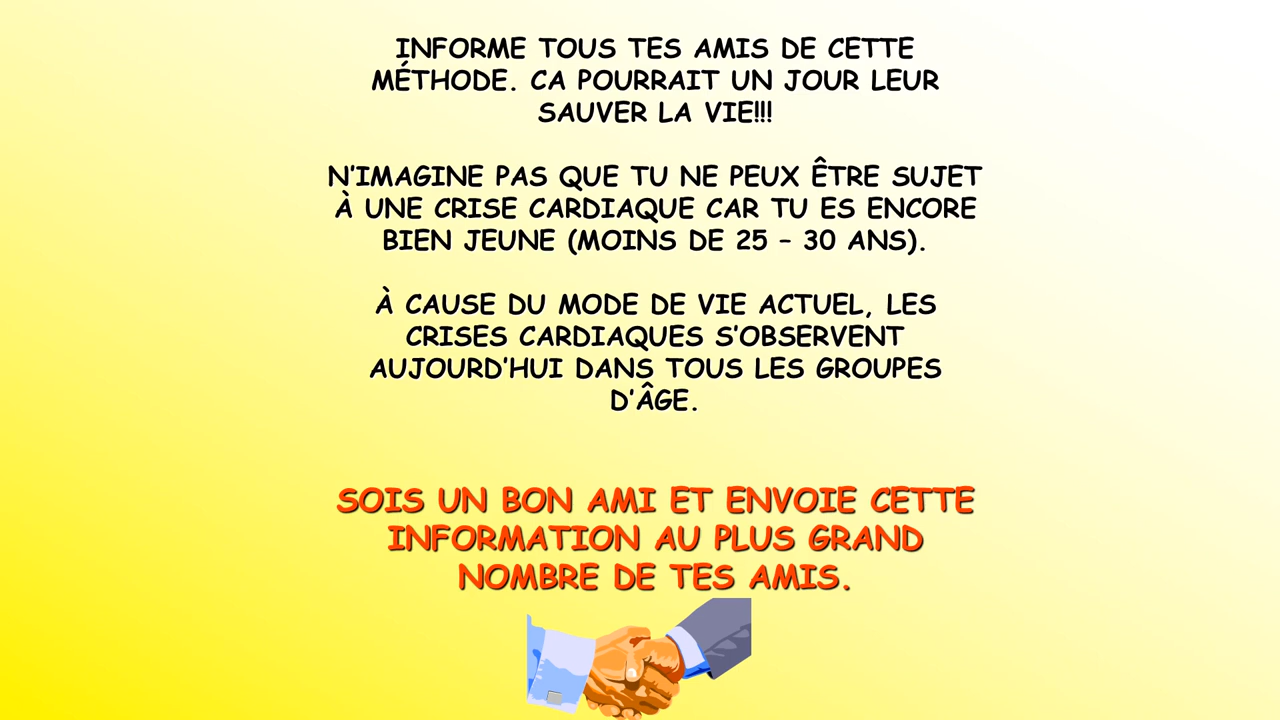 INFORME TOUS TES AMIS DE CETTE
MÉTHODE. CA POURRAIT UN JOUR LEUR
SAUVER LA VIE!!!
N'IMAGINE PAS QUE TU NE PEUX ÊTRE SUJET
À UNE CRISE CARDIAQUE CAR TU ES ENCORE
BIEN JEUNE (MOINS DE 25 – 30 ANS).
À CAUSE DU MODE DE VIE ACTUEL, LES
CRISES CARDIAQUES S'OBSERVENT
AUJOURD'HUI DANS TOUS LES GROUPES
D'ÂGE.
SOIS UN BON AMI ET ENVOIE CETTE
INFORMATION AU PLUS GRAND
NOMBRE DE TES AMIS.